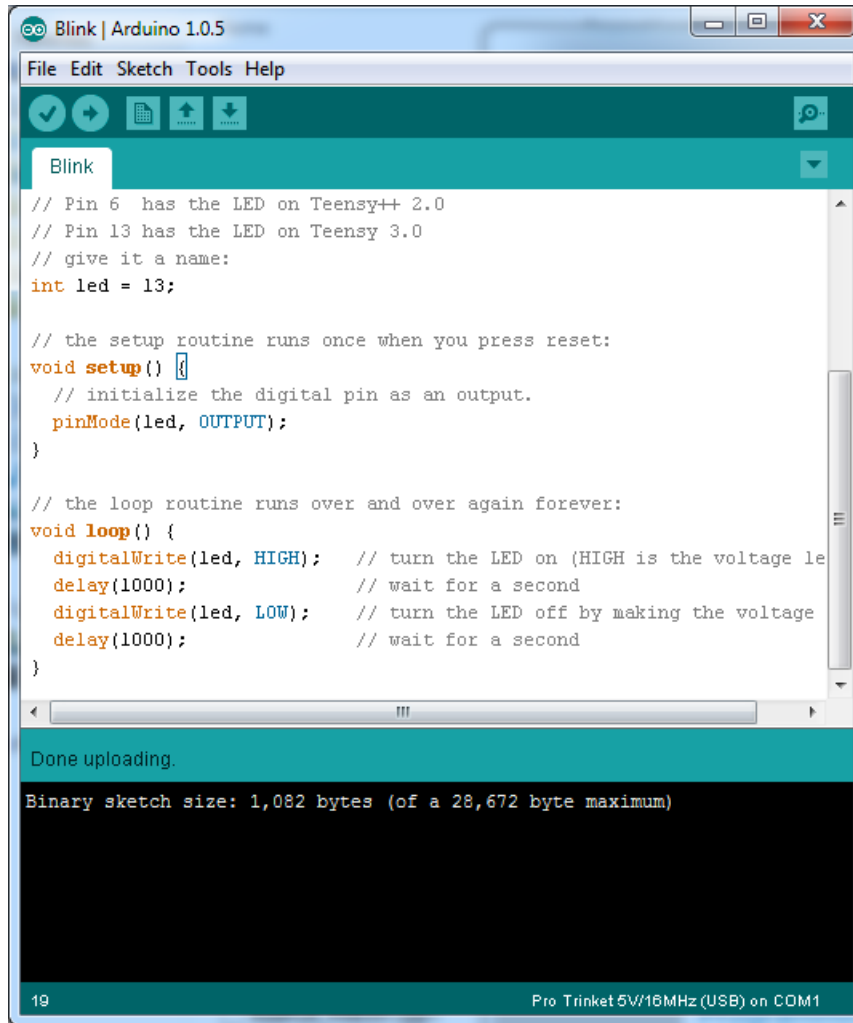 Blink | Arduino 1.0.5
File Edit Sketch Tools Help
Blink
// Pin 6  has the LED on Teensy++ 2.0
// Pin 13 has the LED on Teensy 3.0
// give it a name:
int led = 13;
// the setup routine runs once when you press reset:
void setup() {
  // initialize the digital pin as an output.
  pinMode(led, OUTPUT);
}
// the loop routine runs over and over again forever:
void loop() {
  digitalWrite(led, HIGH);   // turn the LED on (HIGH is the voltage le
  delay(1000);               // wait for a second
  digitalWrite(led, LOW);    // turn the LED off by making the voltage
  delay(1000);               // wait for a second
}
Done uploading.
Binary sketch size: 1,082 bytes (of a 28,672 byte maximum)
19 Pro Trinket 5V/16MHz (USB) on COM1